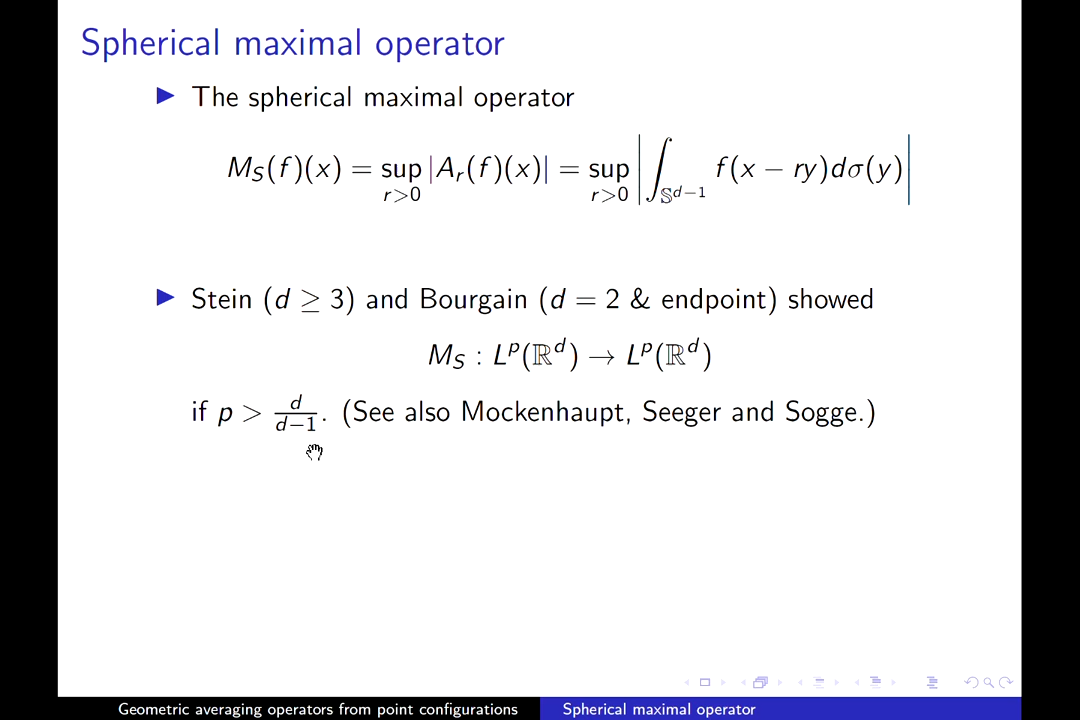 Spherical maximal operator
▶ The spherical maximal operator
M_S(f)(x) = sup_{r>0} |A_r(f)(x)| = sup_{r>0} |∫_{𝕊^{d−1}} f(x − ry)dσ(y)|
▶ Stein (d ≥ 3) and Bourgain (d = 2 & endpoint) showed
M_S : L^p(ℝ^d) → L^p(ℝ^d)
if p > d/(d−1). (See also Mockenhaupt, Seeger and Sogge.)
Geometric averaging operators from point configurations
Spherical maximal operator